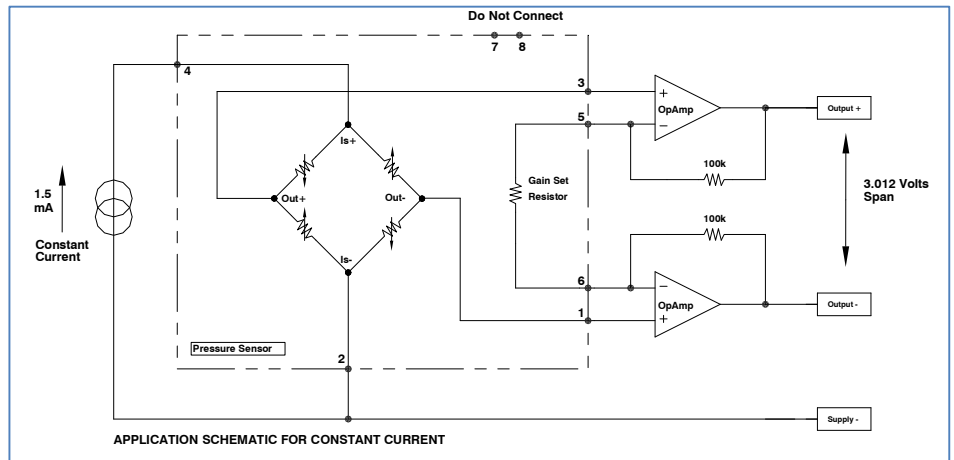 Do Not Connect
7 8
4
3
+
OpAmp
−
Output +
5
Is+
100k
1.5
mA
Gain Set
Resistor
3.012 Volts
Span
Out+
Out-
100k
Constant
Current
Is-
6
−
OpAmp
+
Output -
1
Pressure Sensor
2
Supply -
APPLICATION SCHEMATIC FOR CONSTANT CURRENT